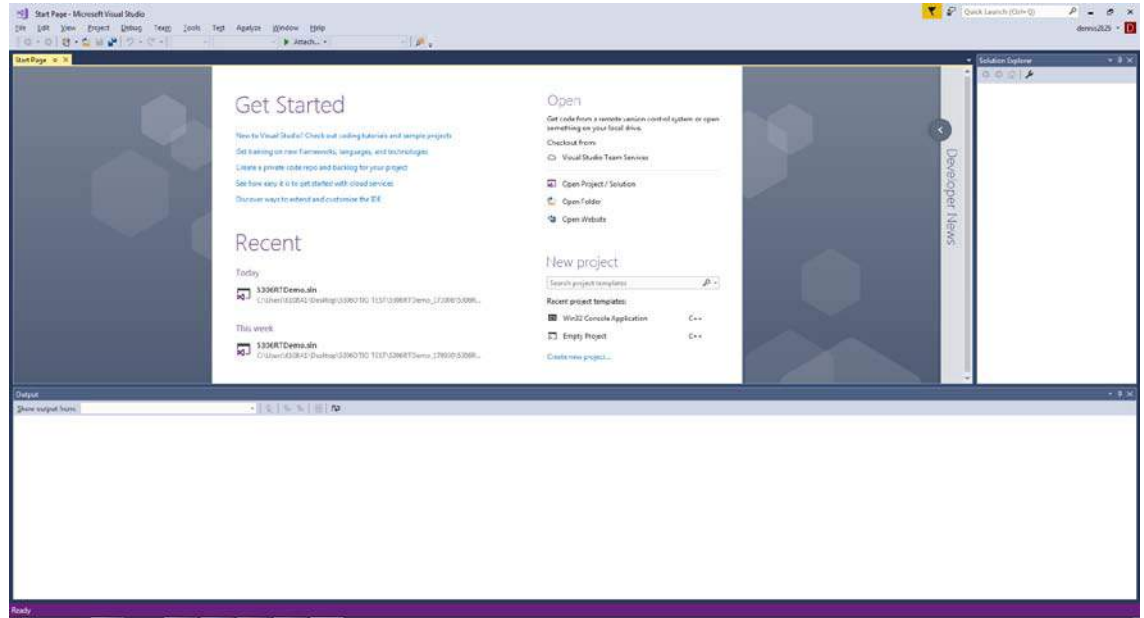 Start Page - Microsoft Visual Studio
Quick Launch (Ctrl+Q)
File Edit View Project Debug Team Tools Test Analyze Window Help
dennis2825
D
Attach...
Start Page
Solution Explorer
Get Started
New to Visual Studio? Check out coding tutorials and sample projects
Get training on new frameworks, languages, and technologies
Create a private code repo and backlog for your project
See how easy it is to get started with cloud services
Discover ways to extend and customize the IDE
Recent
Today
5306RTDemo.sln
This week
5306RTDemo.sln
Open
Get code from a remote version control system or open
something on your local drive.
Checkout from:
Visual Studio Team Services
Open Project / Solution
Open Folder
Open Website
New project
Search project templates
Recent project templates:
Win32 Console Application C++
Empty Project C++
Create new project...
Developer News
Output
Show output from:
Ready